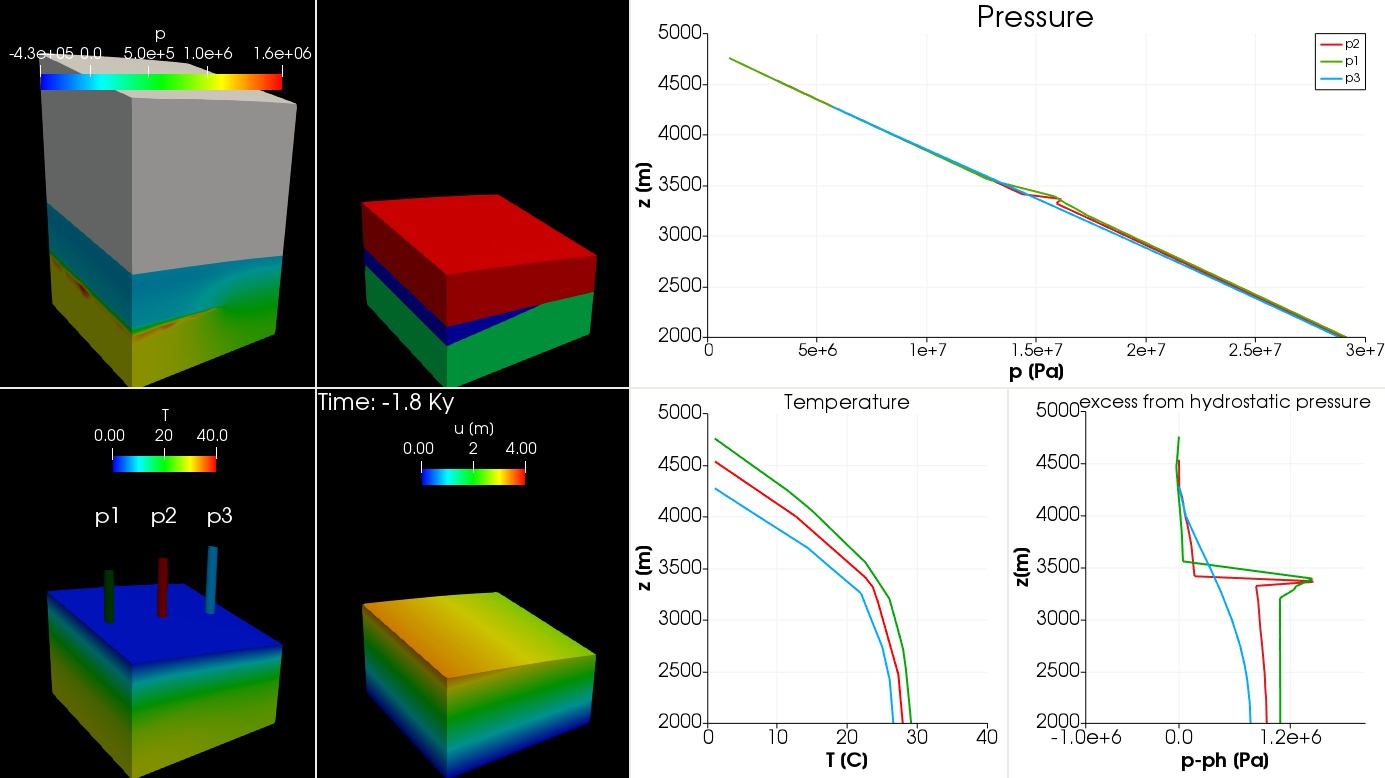 p
-4.3e+05 0.0 5.0e+5 1.0e+6 1.6e+06
Pressure
5000
4500
4000
3500
3000
2500
2000
z (m)
0 5e+6 1e+7 1.5e+7 2e+7 2.5e+7 3e+7
p (Pa)
p2
p1
p3
T
0.00 20 40.0
p1 p2 p3
Time: -1.8 Ky
u (m)
0.00 2 4.00
Temperature
5000
4500
4000
3500
3000
2500
2000
z (m)
0 10 20 30 40
T (C)
excess from hydrostatic pressure
5000
4500
4000
3500
3000
2500
2000
z(m)
-1.0e+6 0.0 1.2e+6
p-ph (Pa)